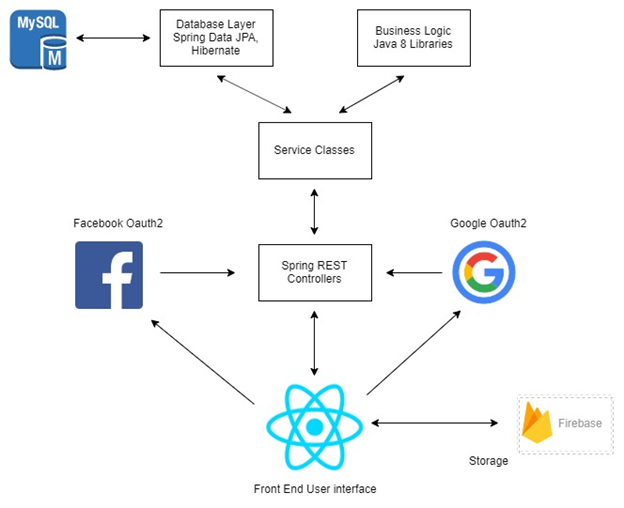 MySQL
M
Database Layer
Spring Data JPA,
Hibernate
Business Logic
Java 8 Libraries
Service Classes
Facebook Oauth2
Google Oauth2
f
Spring REST
Controllers
G
Firebase
Storage
Front End User interface